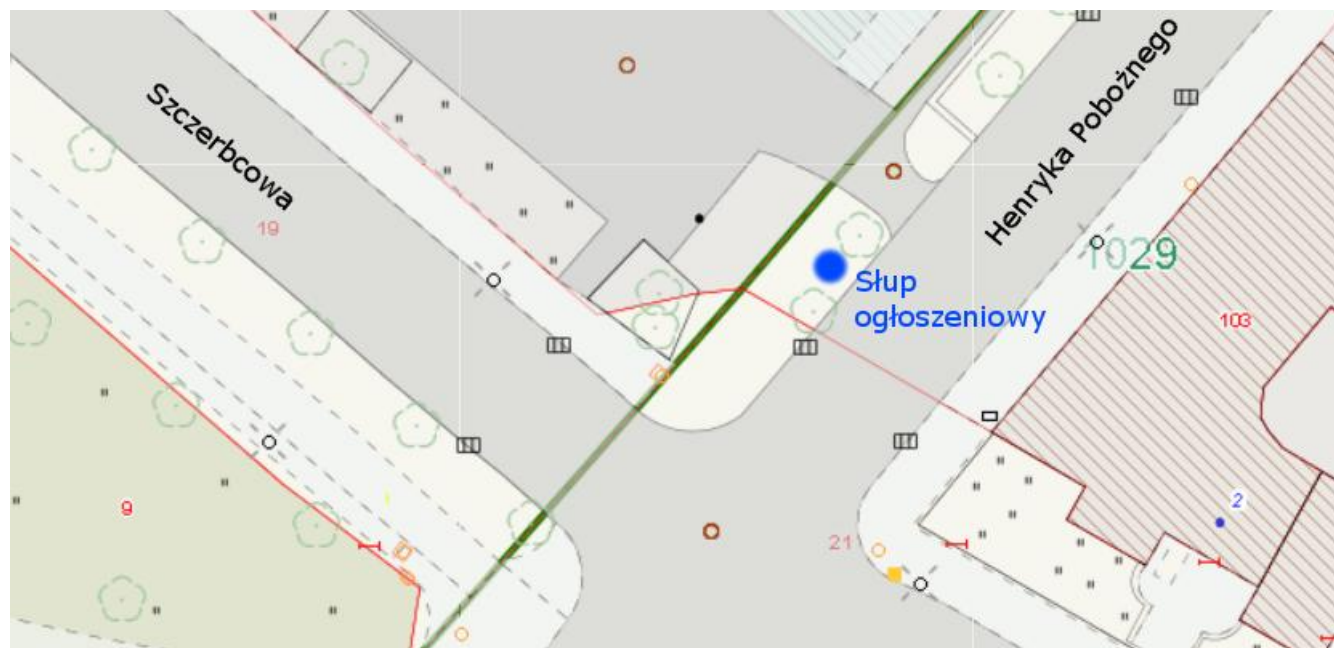 Szczerbcowa
Henryka Pobożnego
19
1029
Słup
ogłoszeniowy
103
9
2
21